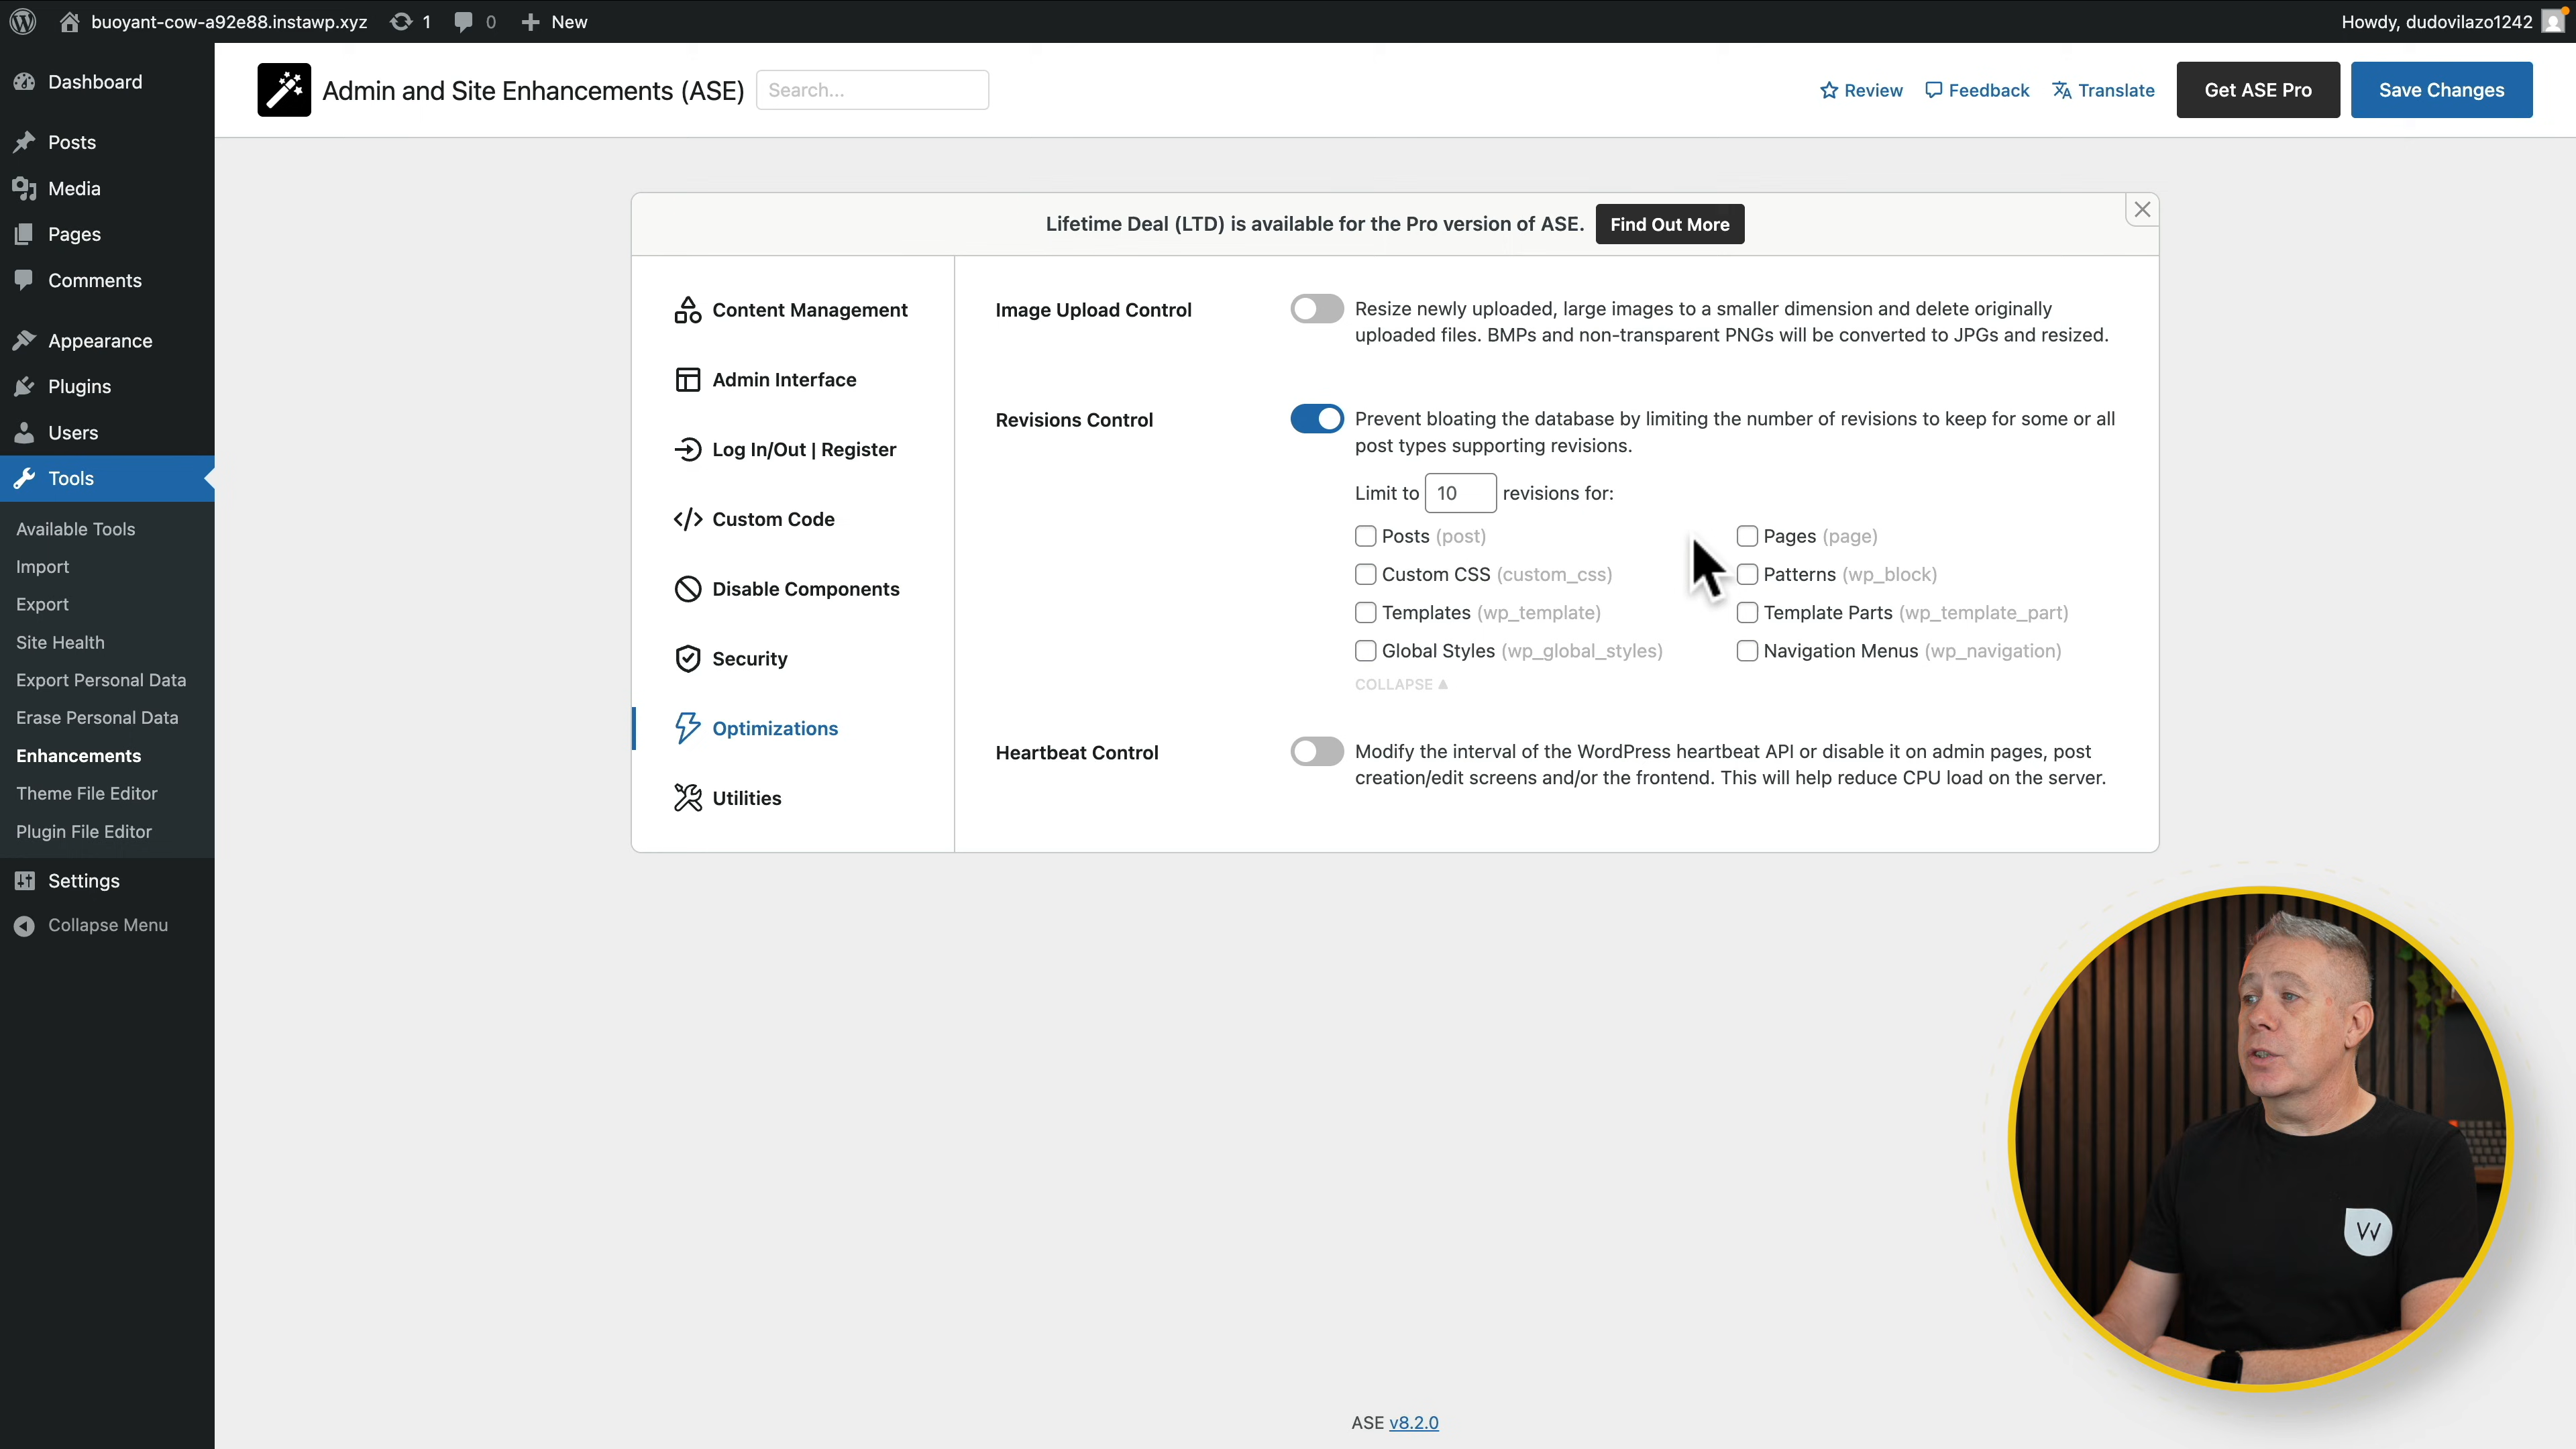 buoyant-cow-a92e88.instawp.xyz 1 0 New
Howdy, dudovilazo1242
Dashboard
Posts
Media
Pages
Comments
Appearance
Plugins
Users
Tools
Available Tools
Import
Export
Site Health
Export Personal Data
Erase Personal Data
Enhancements
Theme File Editor
Plugin File Editor
Settings
Collapse Menu
Admin and Site Enhancements (ASE)
Search...
Review Feedback Translate
Get ASE Pro
Save Changes
Lifetime Deal (LTD) is available for the Pro version of ASE. Find Out More
Content Management
Admin Interface
Log In/Out | Register
Custom Code
Disable Components
Security
Optimizations
Utilities
Image Upload Control
Resize newly uploaded, large images to a smaller dimension and delete originally
uploaded files. BMPs and non-transparent PNGs will be converted to JPGs and resized.
Revisions Control
Prevent bloating the database by limiting the number of revisions to keep for some or all
post types supporting revisions.
Limit to 10 revisions for:
Posts (post) Pages (page)
Custom CSS (custom_css) Patterns (wp_block)
Templates (wp_template) Template Parts (wp_template_part)
Global Styles (wp_global_styles) Navigation Menus (wp_navigation)
COLLAPSE ▲
Heartbeat Control
Modify the interval of the WordPress heartbeat API or disable it on admin pages, post
creation/edit screens and/or the frontend. This will help reduce CPU load on the server.
W
ASE v8.2.0